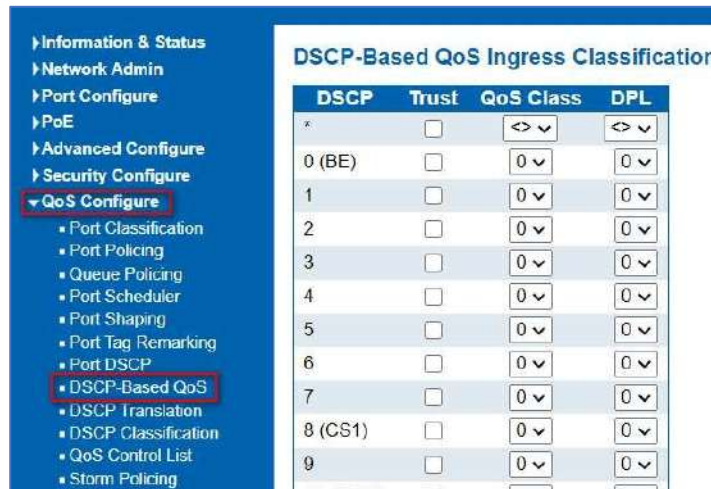 Information & Status
Network Admin
Port Configure
PoE
Advanced Configure
Security Configure
QoS Configure
Port Classification
Port Policing
Queue Policing
Port Scheduler
Port Shaping
Port Tag Remarking
Port DSCP
DSCP-Based QoS
DSCP Translation
DSCP Classification
QoS Control List
Storm Policing
DSCP-Based QoS Ingress Classification
DSCP Trust QoS Class DPL
* <> <>
0 (BE) 0 0
1 0 0
2 0 0
3 0 0
4 0 0
5 0 0
6 0 0
7 0 0
8 (CS1) 0 0
9 0 0